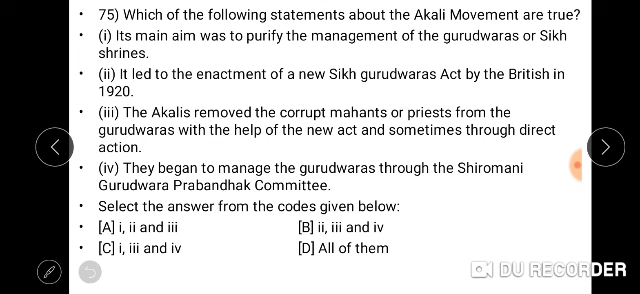 • 75) Which of the following statements about the Akali Movement are true?
• (i) Its main aim was to purify the management of the gurudwaras or Sikh
shrines.
• (ii) It led to the enactment of a new Sikh gurudwaras Act by the British in
1920.
• (iii) The Akalis removed the corrupt mahants or priests from the
gurudwaras with the help of the new act and sometimes through direct
action.
• (iv) They began to manage the gurudwaras through the Shiromani
Gurudwara Prabandhak Committee.
• Select the answer from the codes given below:
• [A] i, ii and iii [B] ii, iii and iv
• [C] i, iii and iv [D] All of them
DU RECORDER